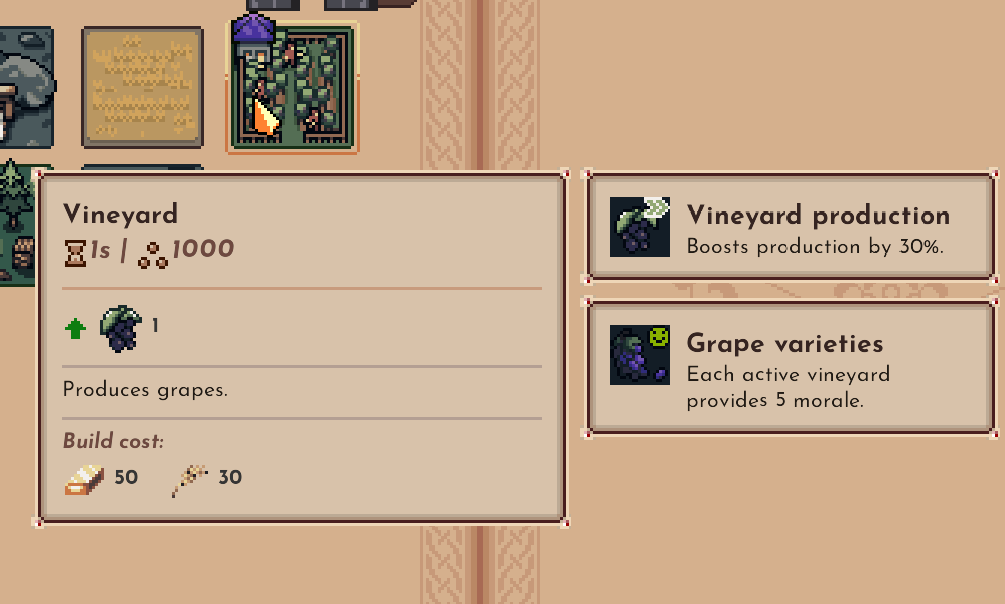 Vineyard
1s | 1000
1
Produces grapes.
Build cost:
50 30
Vineyard production
Boosts production by 30%.
Grape varieties
Each active vineyard
provides 5 morale.